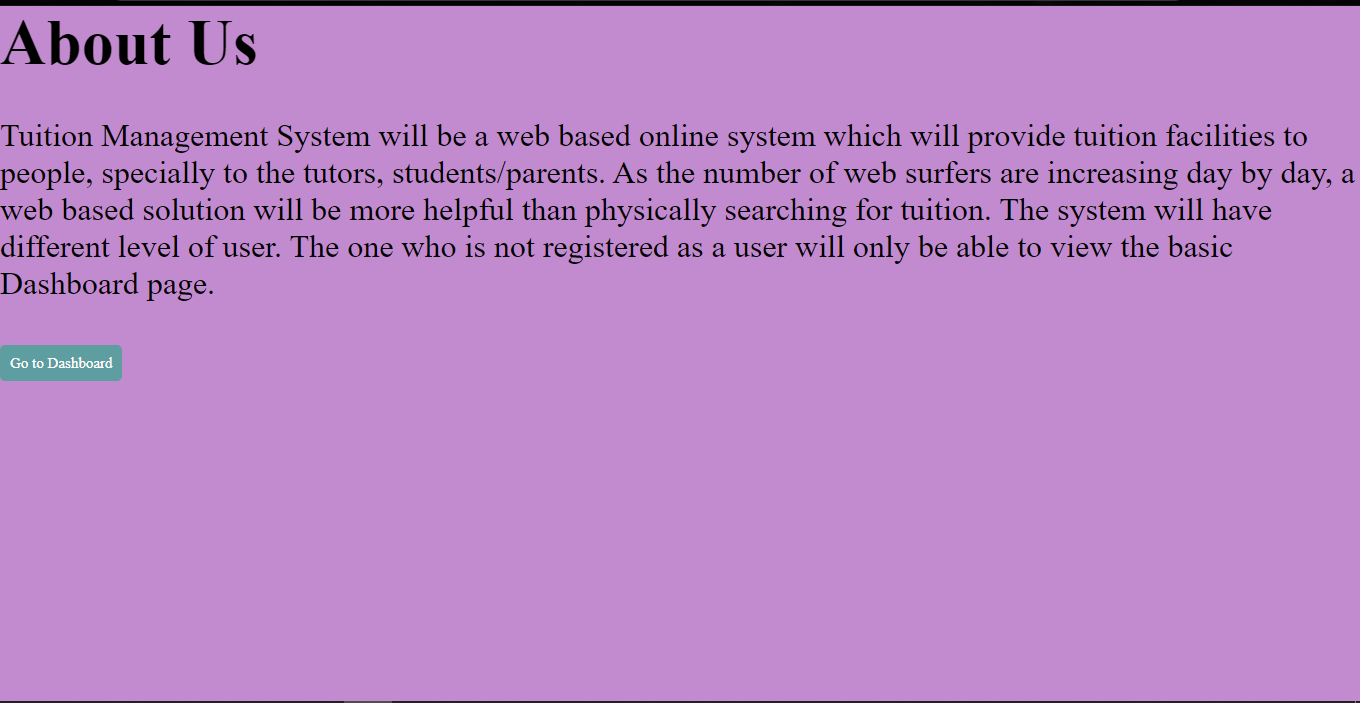 About Us
Tuition Management System will be a web based online system which will provide tuition facilities to
people, specially to the tutors, students/parents. As the number of web surfers are increasing day by day, a
web based solution will be more helpful than physically searching for tuition. The system will have
different level of user. The one who is not registered as a user will only be able to view the basic
Dashboard page.
Go to Dashboard